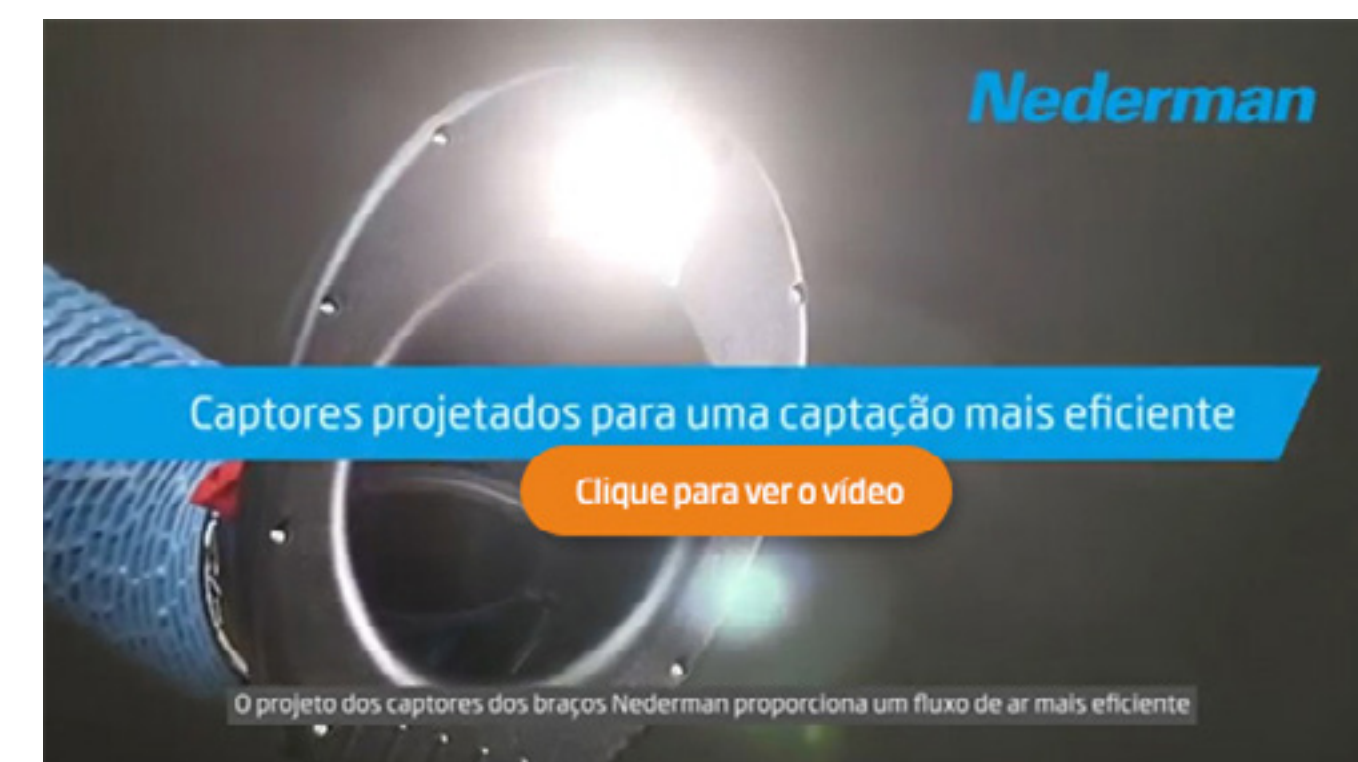 Nederman
Captores projetados para uma captação mais eficiente
Clique para ver o vídeo
O projeto dos captores dos braços Nederman proporciona um fluxo de ar mais eficiente